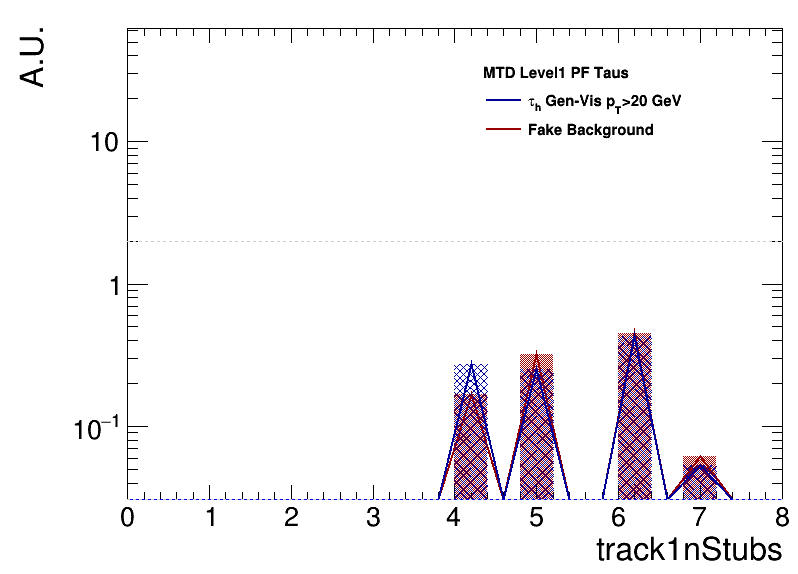 A.U.
MTD Level1 PF Taus
τh Gen-Vis pT>20 GeV
Fake Background
10
1
10−1
0 1 2 3 4 5 6 7 8
track1nStubs